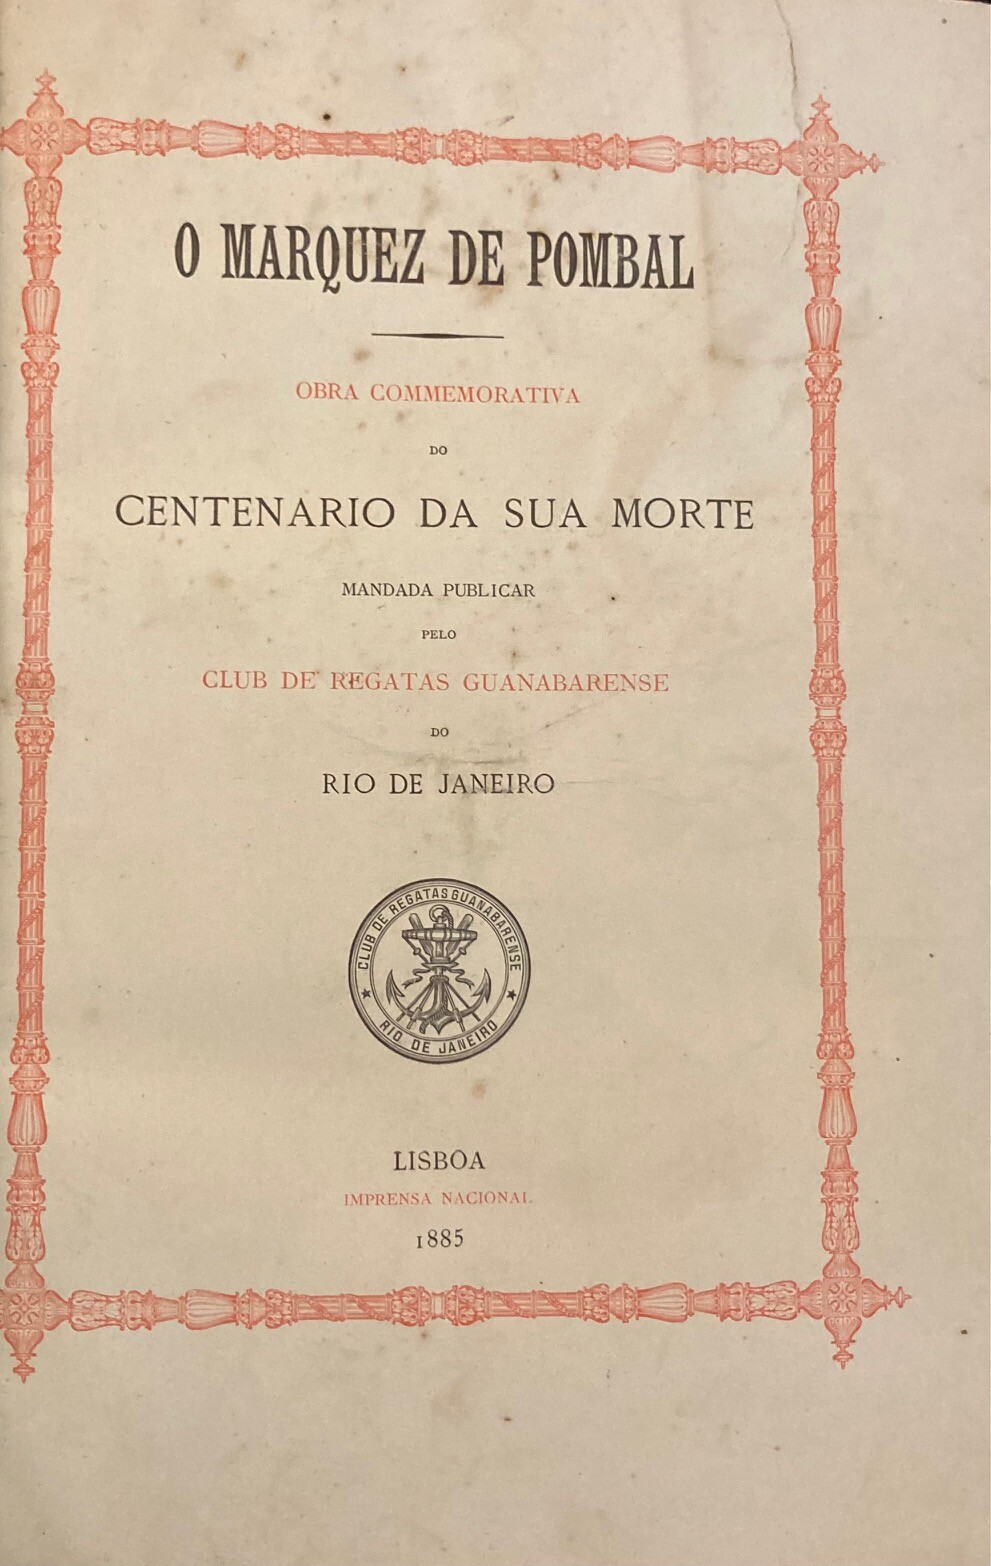 O MARQUEZ DE POMBAL
OBRA COMMEMORATIVA
DO
CENTENARIO DA SUA MORTE
MANDADA PUBLICAR
PELO
CLUB DE REGATAS GUANABARENSE
DO
RIO DE JANEIRO
CLUB DE REGATAS GUANABARENSE
RIO DE JANEIRO
LISBOA
IMPRENSA NACIONAL
1885